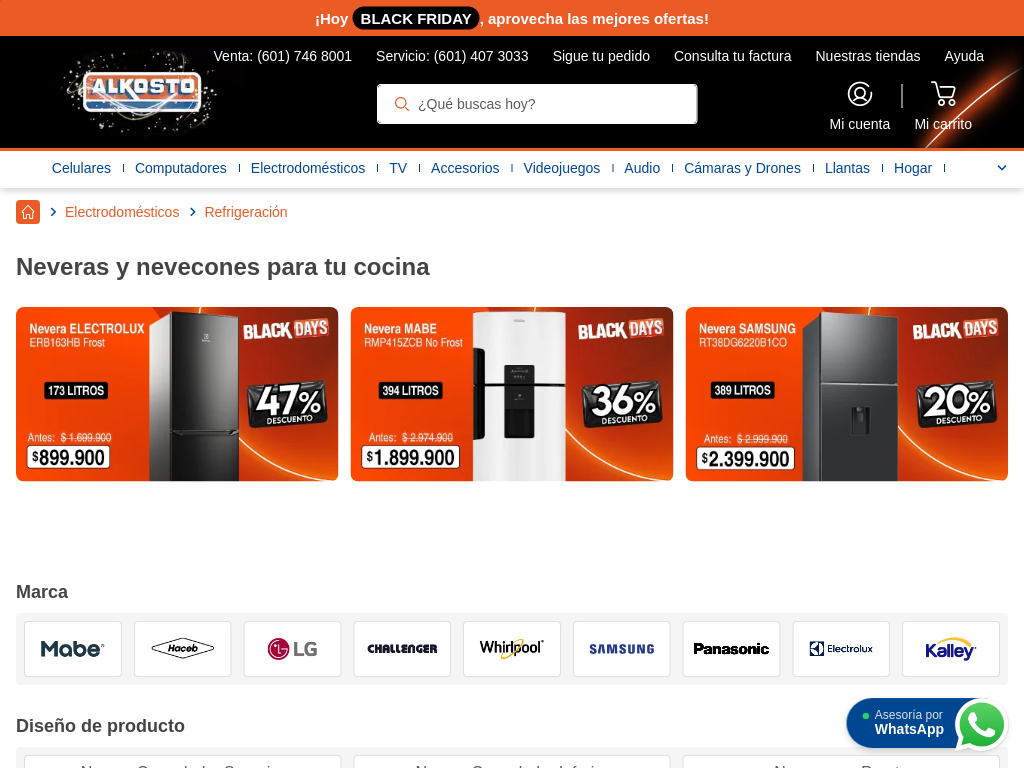 ¡Hoy BLACK FRIDAY, aprovecha las mejores ofertas!
Venta: (601) 746 8001 Servicio: (601) 407 3033 Sigue tu pedido Consulta tu factura Nuestras tiendas Ayuda
ALKOSTO
¿Qué buscas hoy?
Mi cuenta Mi carrito
Celulares Computadores Electrodomésticos TV Accesorios Videojuegos Audio Cámaras y Drones Llantas Hogar
Electrodomésticos Refrigeración
Neveras y nevecones para tu cocina
Nevera ELECTROLUX
ERB163HB Frost
BLACK DAYS
173 LITROS
47%
DESCUENTO
Antes: $ 1.699.900
$899.900
Nevera MABE
RMP415ZCB No Frost
BLACK DAYS
394 LITROS
36%
DESCUENTO
Antes: $ 2.974.900
$1.899.900
Nevera SAMSUNG
RT38DG6220B1CO
BLACK DAYS
389 LITROS
20%
DESCUENTO
Antes: $ 2.999.900
$2.399.900
Marca
Mabe Haceb LG CHALLENGER Whirlpool SAMSUNG Panasonic Electrolux Kalley
Diseño de producto
Asesoría por
WhatsApp